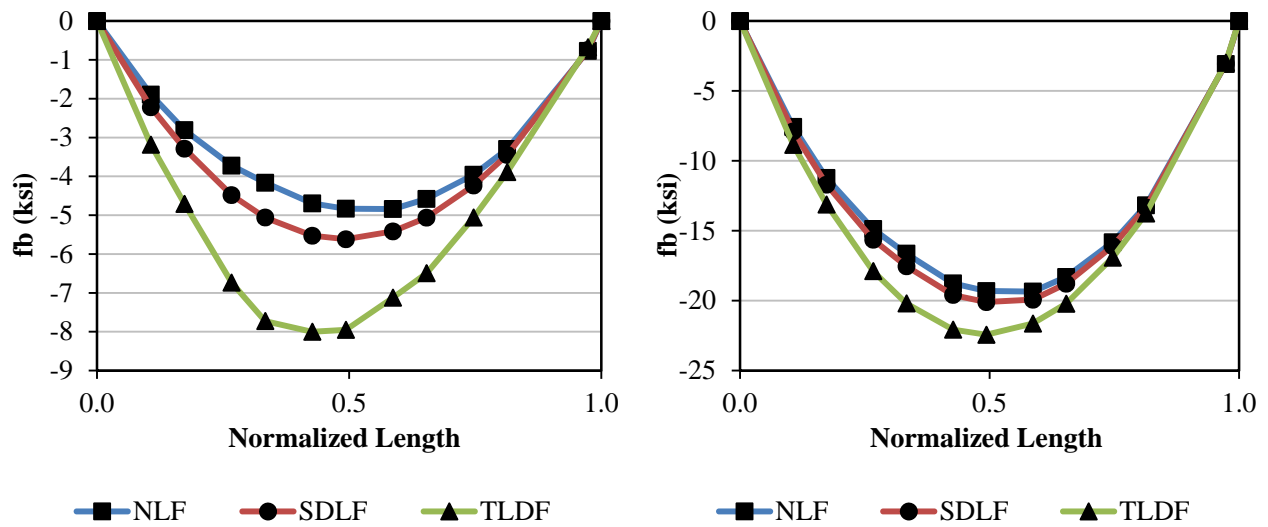 0
-1
-2
-3
-4
-5
-6
-7
-8
-9
fb (ksi)
0.0 0.5 1.0
Normalized Length
NLF SDLF TLDF
0
-5
-10
-15
-20
-25
fb (ksi)
0.0 0.5 1.0
Normalized Length
NLF SDLF TLDF